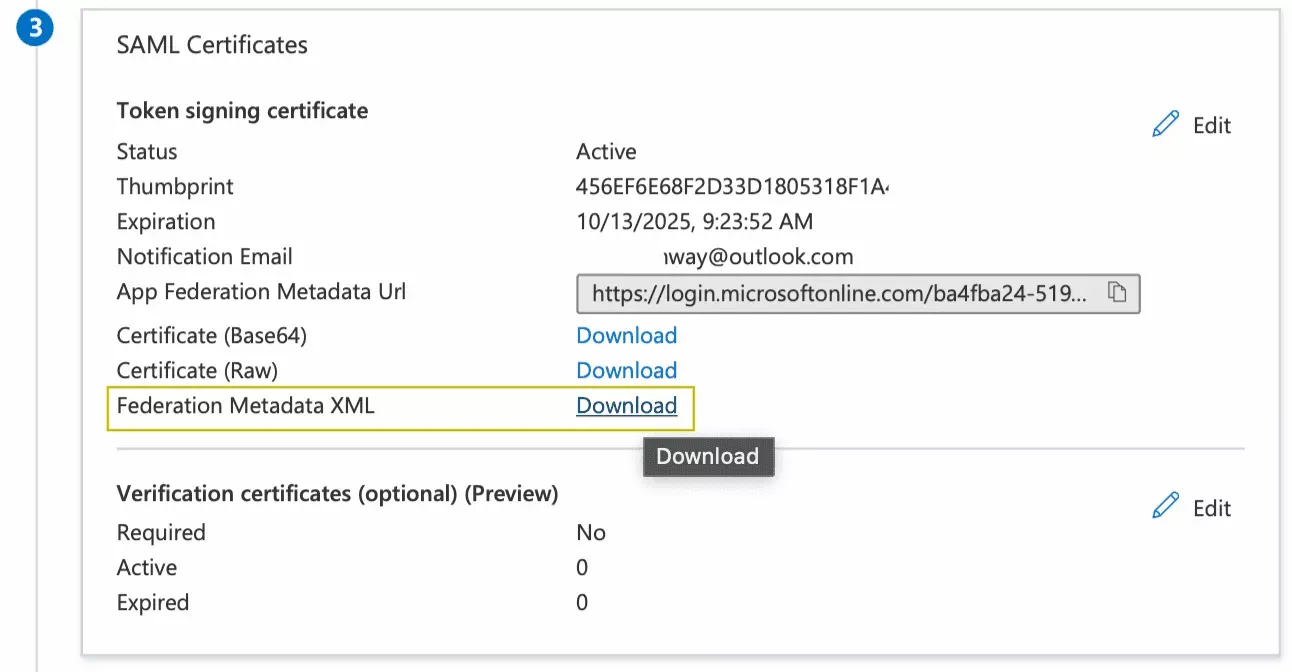 3
SAML Certificates
Token signing certificate
Edit
Status Active
Thumbprint 456EF6E68F2D33D1805318F1A
Expiration 10/13/2025, 9:23:52 AM
Notification Email way@outlook.com
App Federation Metadata Url https://login.microsoftonline.com/ba4fba24-519...
Certificate (Base64) Download
Certificate (Raw) Download
Federation Metadata XML Download
Download
Verification certificates (optional) (Preview)
Edit
Required No
Active 0
Expired 0